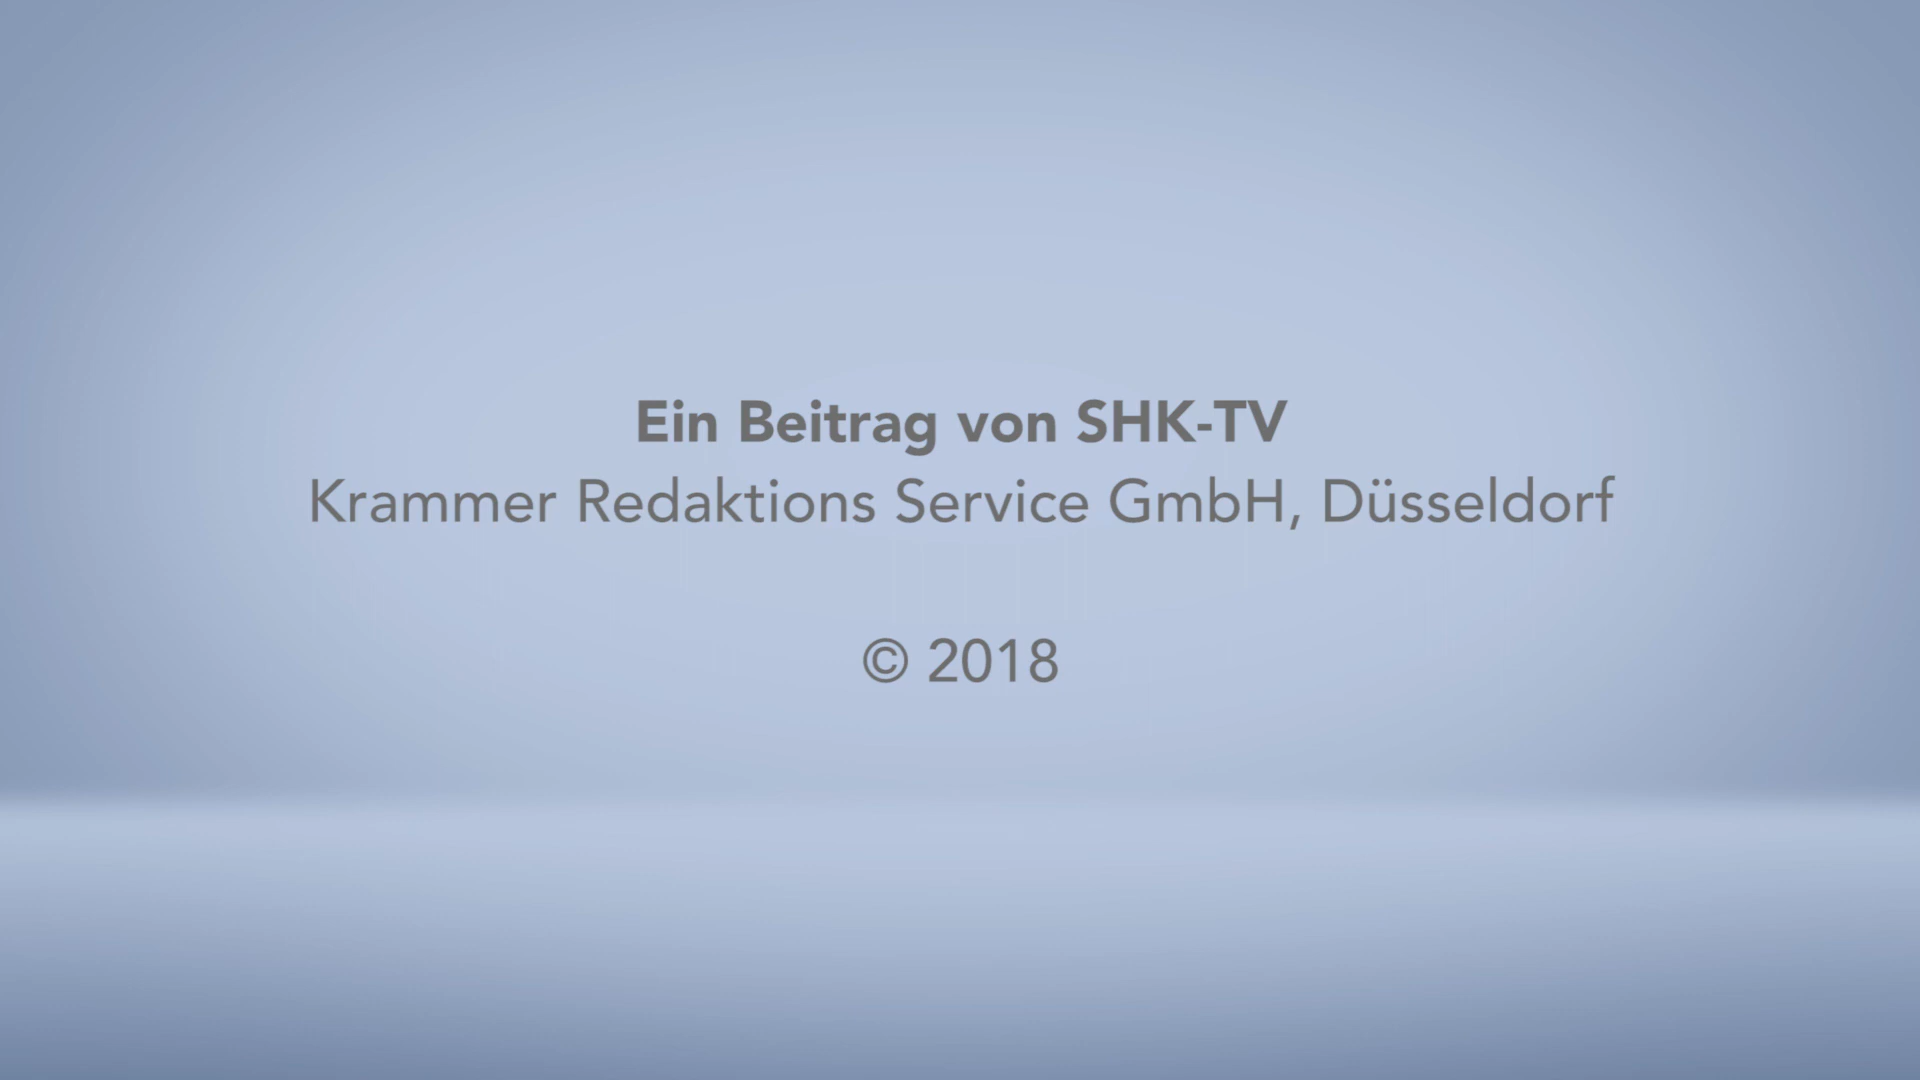 Ein Beitrag von SHK-TV
Krammer Redaktions Service GmbH, Düsseldorf
© 2018